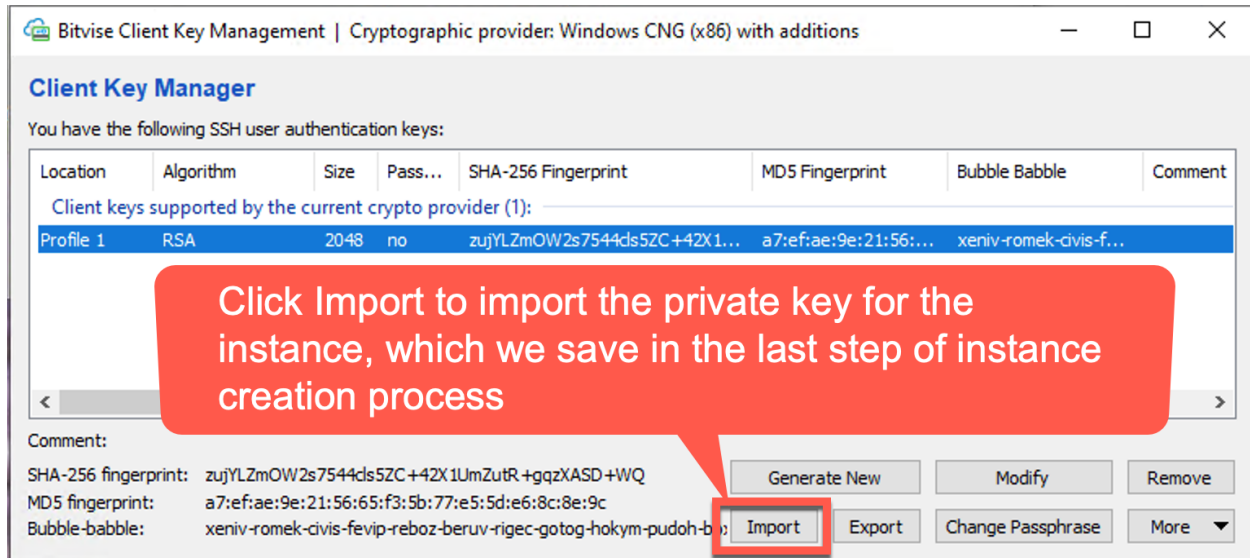 Bitvise Client Key Management | Cryptographic provider: Windows CNG (x86) with additions
Client Key Manager
You have the following SSH user authentication keys:
Location Algorithm Size Pass... SHA-256 Fingerprint MD5 Fingerprint Bubble Babble Comment
Client keys supported by the current crypto provider (1):
Profile 1 RSA 2048 no zujYLZmOW2s7544cls5ZC+42X1... a7:ef:ae:9e:21:56:... xeniv-romek-civis-f...
Click Import to import the private key for the
instance, which we save in the last step of instance
creation process
Comment:
SHA-256 fingerprint: zujYLZmOW2s7544cls5ZC+42X1UmZutR+gqzXASD+WQ
Generate New Modify Remove
MD5 fingerprint: a7:ef:ae:9e:21:56:65:f3:5b:77:e5:5d:e6:8c:8e:9c
Bubble-babble: xeniv-romek-civis-fevip-reboz-beruv-rigec-gotog-hokym-pudoh-
Import Export Change Passphrase More